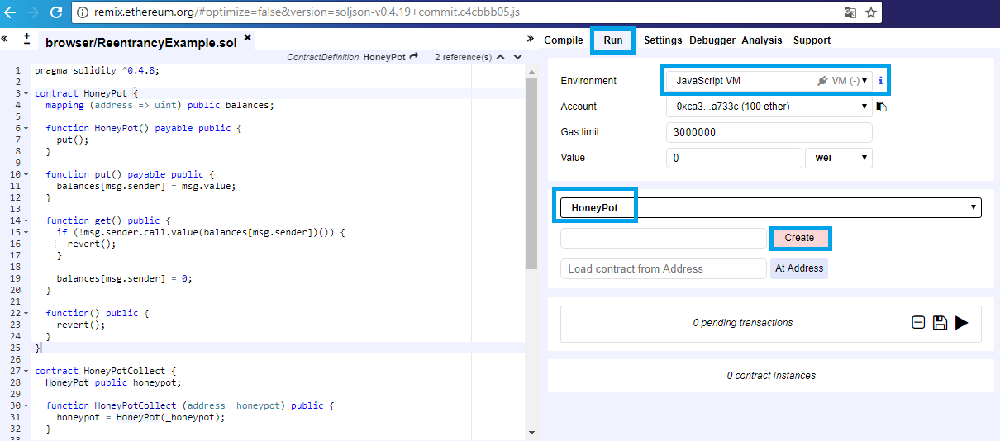 remix.ethereum.org/#optimize=false&version=soljson-v0.4.19+commit.c4cbbb05.js
browser/ReentrancyExample.sol
ContractDefinition HoneyPot 2 reference(s)
1 pragma solidity ^0.4.8;
2
3 contract HoneyPot {
4 mapping (address => uint) public balances;
5
6 function HoneyPot() payable public {
7 put();
8 }
9
10 function put() payable public {
11 balances[msg.sender] = msg.value;
12 }
13
14 function get() public {
15 if (!msg.sender.call.value(balances[msg.sender])()) {
16 revert();
17 }
18
19 balances[msg.sender] = 0;
20 }
21
22 function() public {
23 revert();
24 }
25 }
26
27 contract HoneyPotCollect {
28 HoneyPot public honeypot;
29
30 function HoneyPotCollect (address _honeypot) public {
31 honeypot = HoneyPot(_honeypot);
32 }
33
Compile Run Settings Debugger Analysis Support
Environment JavaScript VM VM (-) i
Account 0xca3...a733c (100 ether)
Gas limit 3000000
Value 0 wei
HoneyPot
Create
Load contract from Address At Address
0 pending transactions
0 contract Instances